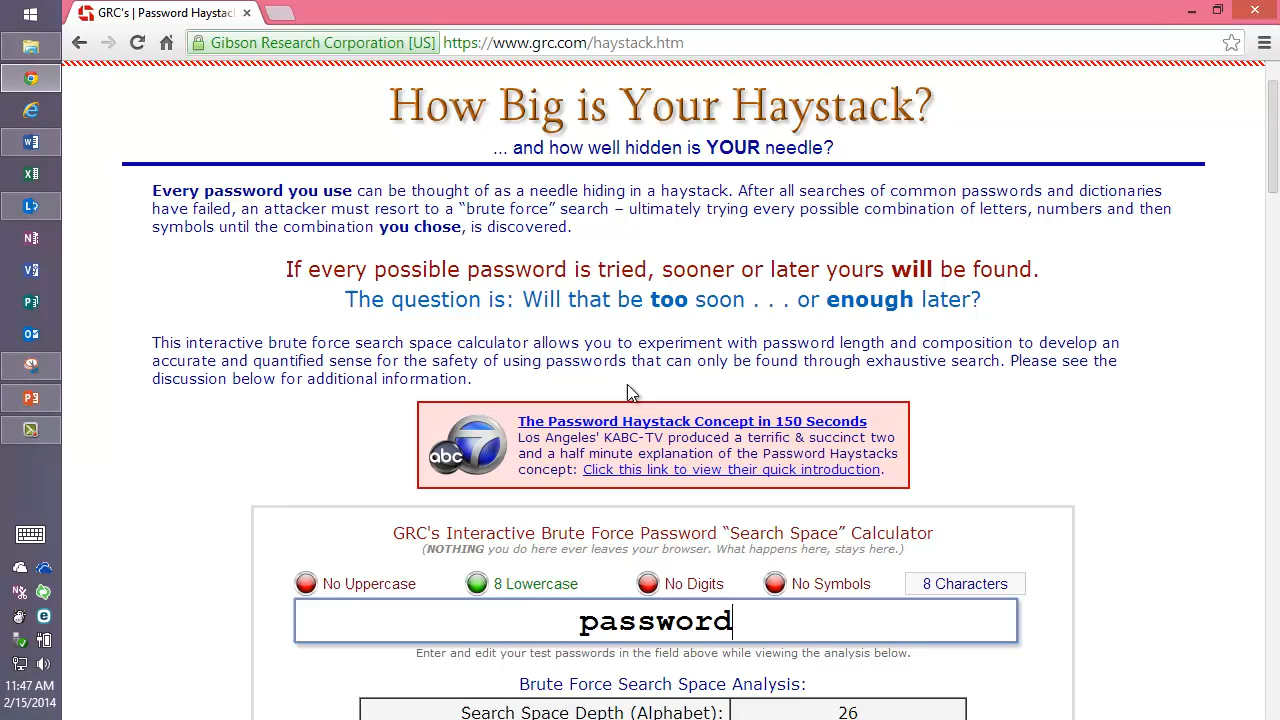 GRC's | Password Haystac
Gibson Research Corporation [US] https://www.grc.com/haystack.htm
How Big is Your Haystack?
... and how well hidden is YOUR needle?
Every password you use can be thought of as a needle hiding in a haystack. After all searches of common passwords and dictionaries
have failed, an attacker must resort to a “brute force” search – ultimately trying every possible combination of letters, numbers and then
symbols until the combination you chose, is discovered.
If every possible password is tried, sooner or later yours will be found.
The question is: Will that be too soon . . . or enough later?
This interactive brute force search space calculator allows you to experiment with password length and composition to develop an
accurate and quantified sense for the safety of using passwords that can only be found through exhaustive search. Please see the
discussion below for additional information.
abc 7
The Password Haystack Concept in 150 Seconds
Los Angeles' KABC-TV produced a terrific & succinct two
and a half minute explanation of the Password Haystacks
concept: Click this link to view their quick introduction.
GRC's Interactive Brute Force Password “Search Space” Calculator
(NOTHING you do here ever leaves your browser. What happens here, stays here.)
No Uppercase 8 Lowercase No Digits No Symbols 8 Characters
password
Enter and edit your test passwords in the field above while viewing the analysis below.
Brute Force Search Space Analysis:
Search Space Depth (Alphabet): 26
11:47 AM
2/15/2014